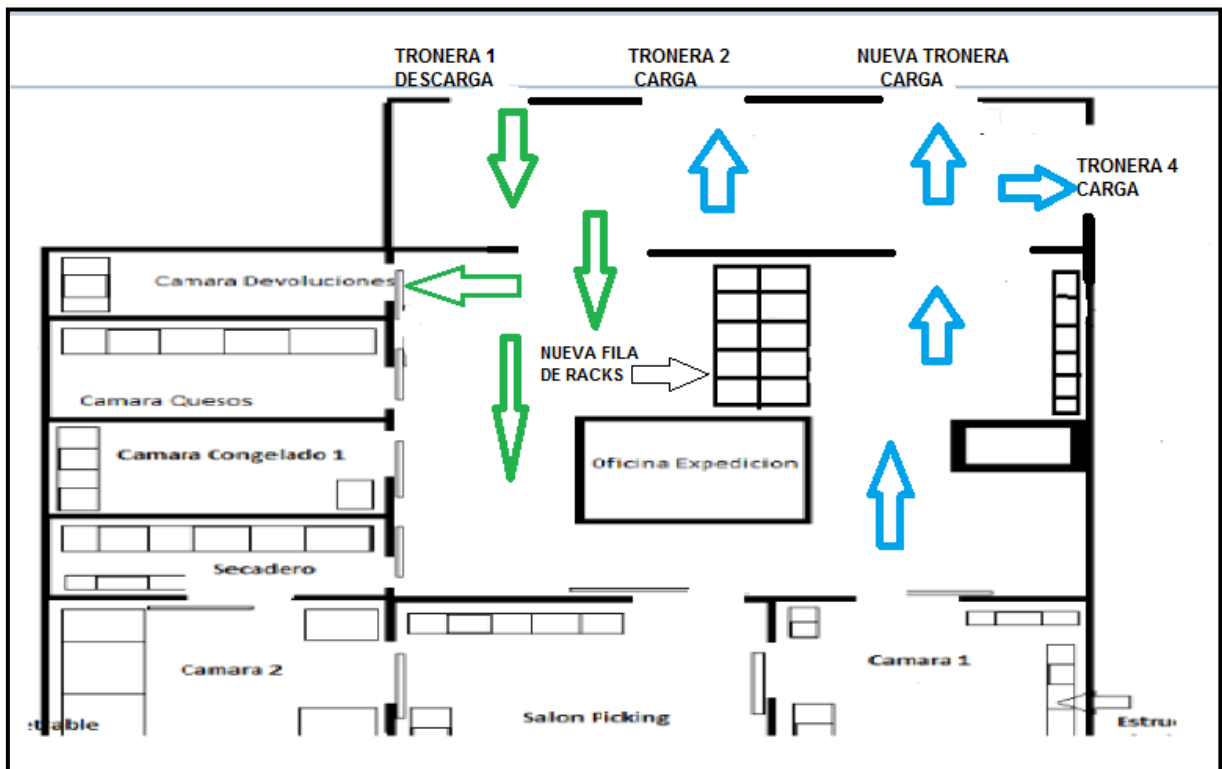 TRONERA 1
DESCARGA
TRONERA 2
CARGA
NUEVA TRONERA
CARGA
TRONERA 4
CARGA
Camara Devoluciones
NUEVA FILA
DE RACKS
Camara Quesos
Camara Congelado 1
Oficina Expedicion
Secadero
Camara 2
Salon Picking
Camara 1